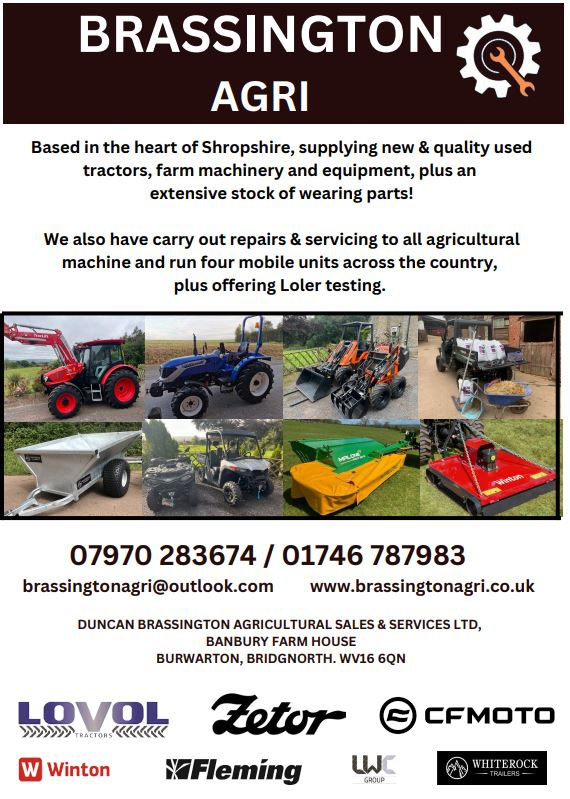 BRASSINGTON
AGRI
Based in the heart of Shropshire, supplying new & quality used
tractors, farm machinery and equipment, plus an
extensive stock of wearing parts!
We also have carry out repairs & servicing to all agricultural
machine and run four mobile units across the country,
plus offering Loler testing.
MALONE
Winton
07970 283674 / 01746 787983
brassingtonagri@outlook.com www.brassingtonagri.co.uk
DUNCAN BRASSINGTON AGRICULTURAL SALES & SERVICES LTD,
BANBURY FARM HOUSE
BURWARTON, BRIDGNORTH. WV16 6QN
LOVOL
TRACTORS
Zetor
CFMOTO
W Winton
Fleming
LWC
GROUP
WHITEROCK
TRAILERS